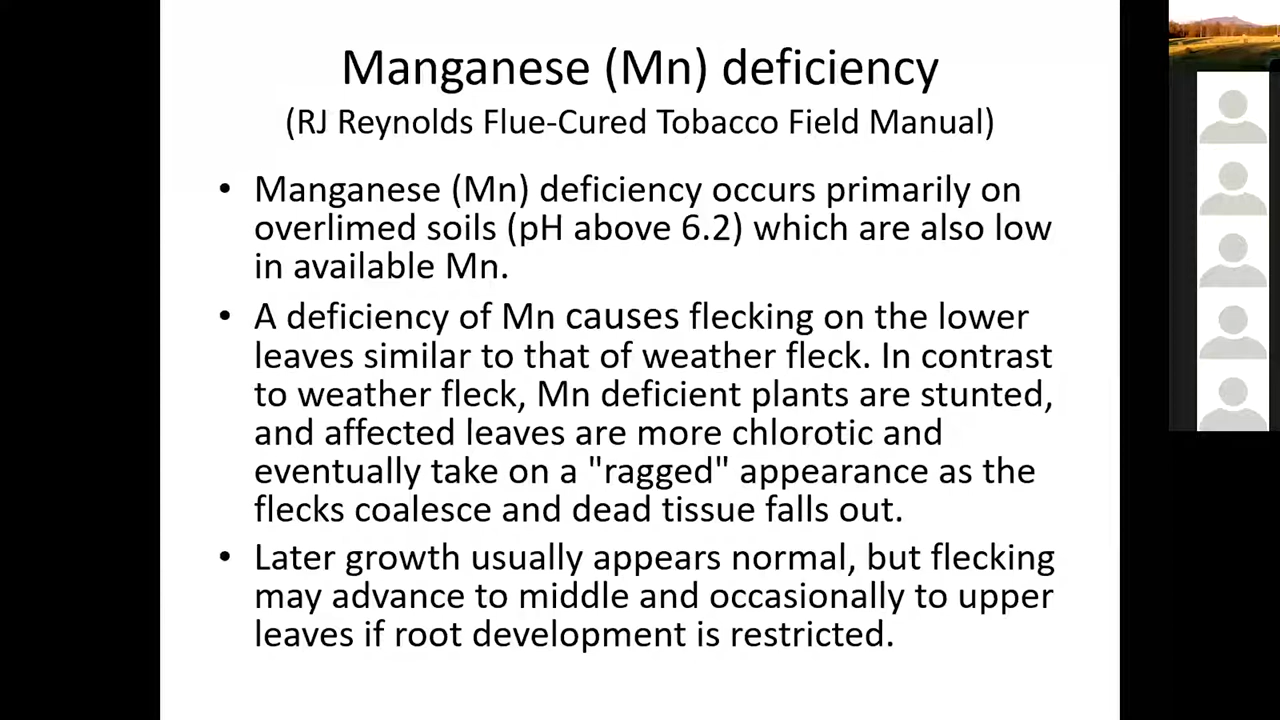 Manganese (Mn) deficiency
(RJ Reynolds Flue-Cured Tobacco Field Manual)
• Manganese (Mn) deficiency occurs primarily on
overlimed soils (pH above 6.2) which are also low
in available Mn.
• A deficiency of Mn causes flecking on the lower
leaves similar to that of weather fleck. In contrast
to weather fleck, Mn deficient plants are stunted,
and affected leaves are more chlorotic and
eventually take on a "ragged" appearance as the
flecks coalesce and dead tissue falls out.
• Later growth usually appears normal, but flecking
may advance to middle and occasionally to upper
leaves if root development is restricted.